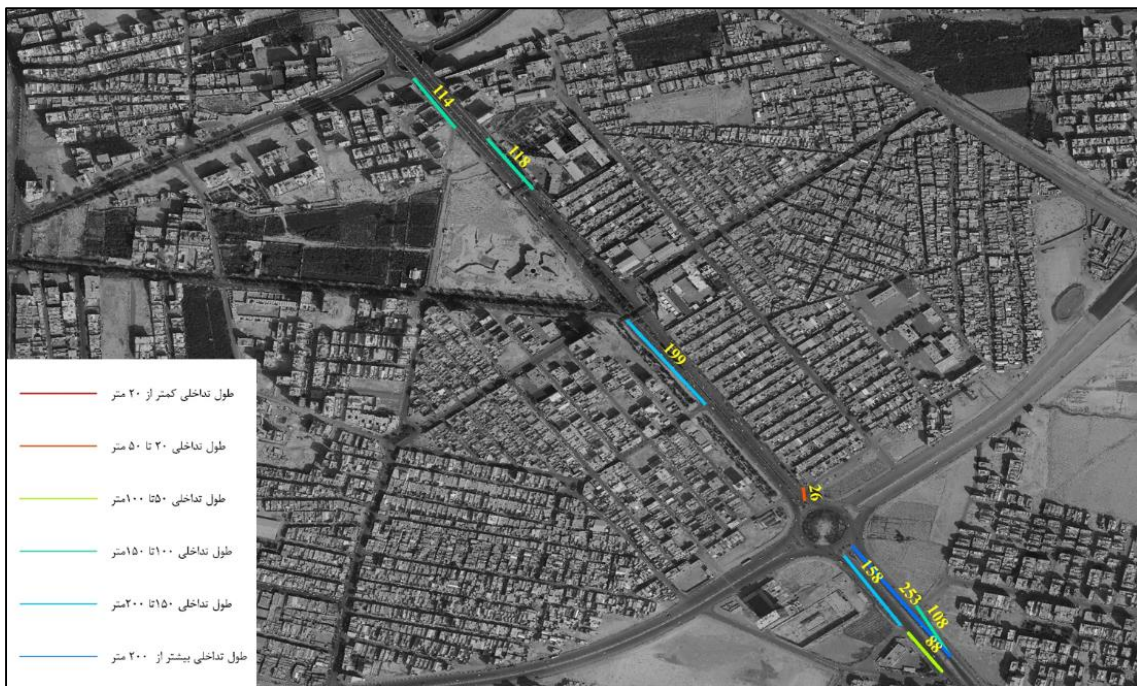 114
118
199
26
158
253
108
88
طول تداخلی کمتر از ۲۰ متر
طول تداخلی ۲۰ تا ۵۰ متر
طول تداخلی ۵۰تا ۱۰۰متر
طول تداخلی ۱۰۰تا ۱۵۰متر
طول تداخلی ۱۵۰تا ۲۰۰متر
طول تداخلی بیشتر از ۲۰۰ متر